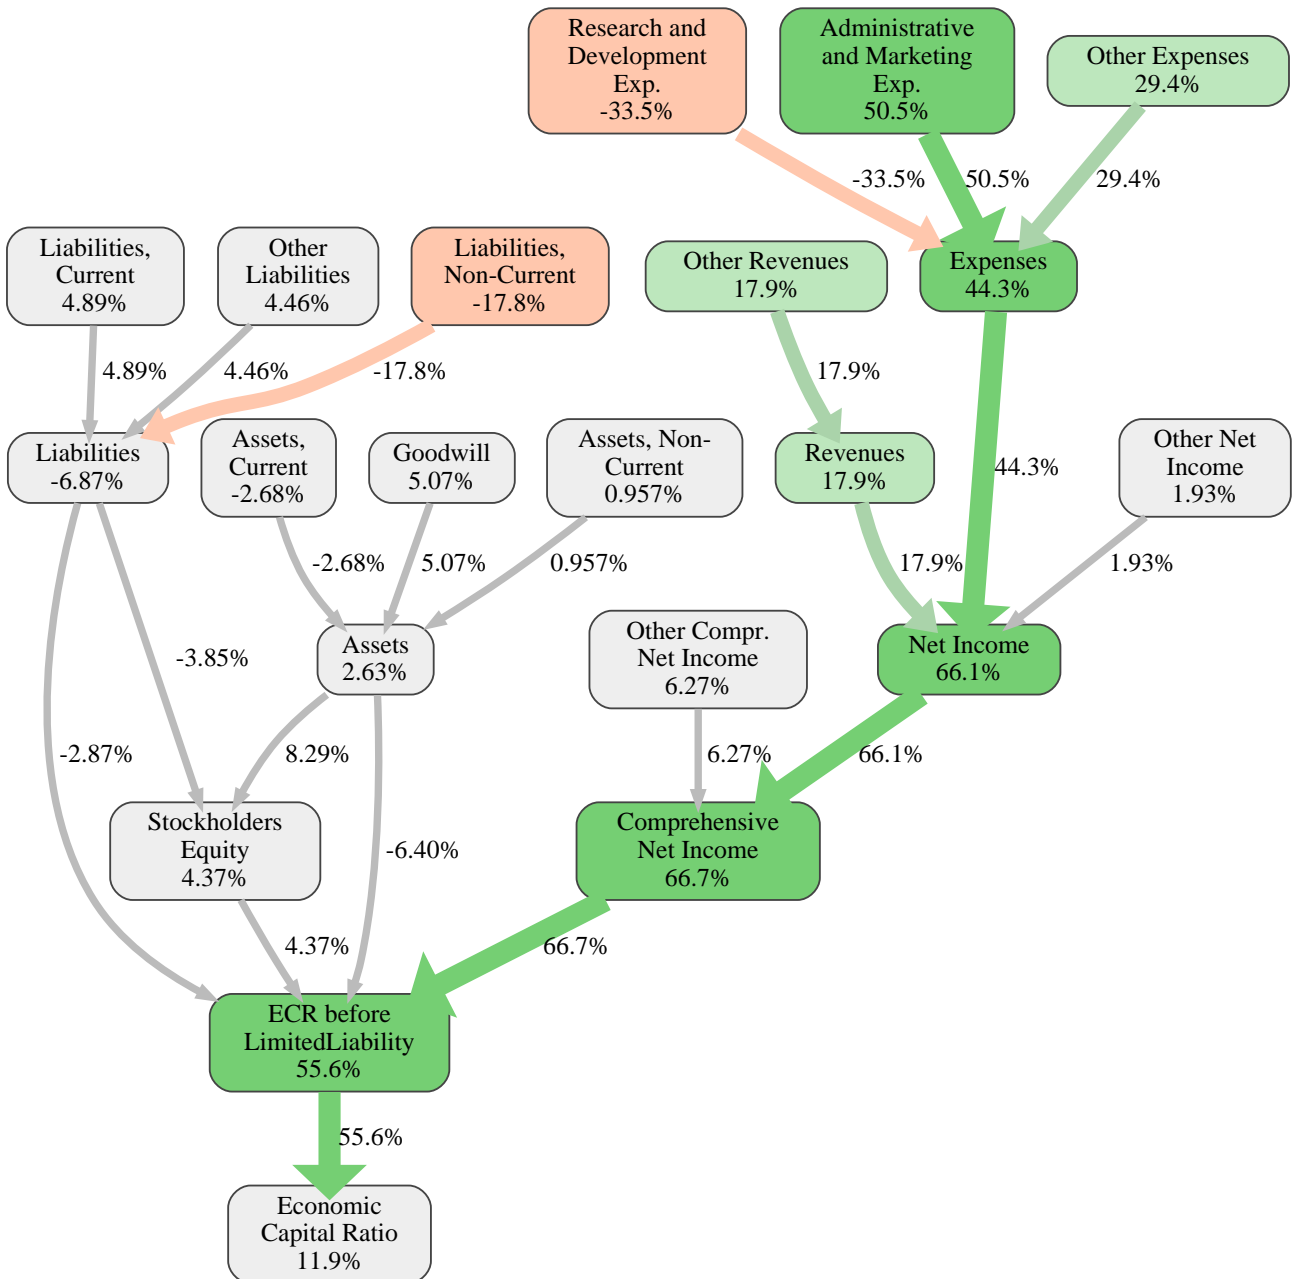 Research and
Development
Exp.
-33.5%
Administrative
and Marketing
Exp.
50.5%
Other Expenses
29.4%
-33.5%
50.5%
29.4%
Liabilities,
Current
4.89%
Other
Liabilities
4.46%
Liabilities,
Non-Current
-17.8%
Other Revenues
17.9%
Expenses
44.3%
4.89%
4.46%
-17.8%
17.9%
Liabilities
-6.87%
Assets,
Current
-2.68%
Goodwill
5.07%
Assets, Non-
Current
0.957%
Revenues
17.9%
44.3%
Other Net
Income
1.93%
-2.68%
5.07%
0.957%
17.9%
1.93%
-3.85%
Assets
2.63%
Other Compr.
Net Income
6.27%
Net Income
66.1%
-2.87%
8.29%
6.27%
66.1%
Stockholders
Equity
4.37%
-6.40%
Comprehensive
Net Income
66.7%
4.37%
66.7%
ECR before
LimitedLiability
55.6%
55.6%
Economic
Capital Ratio
11.9%